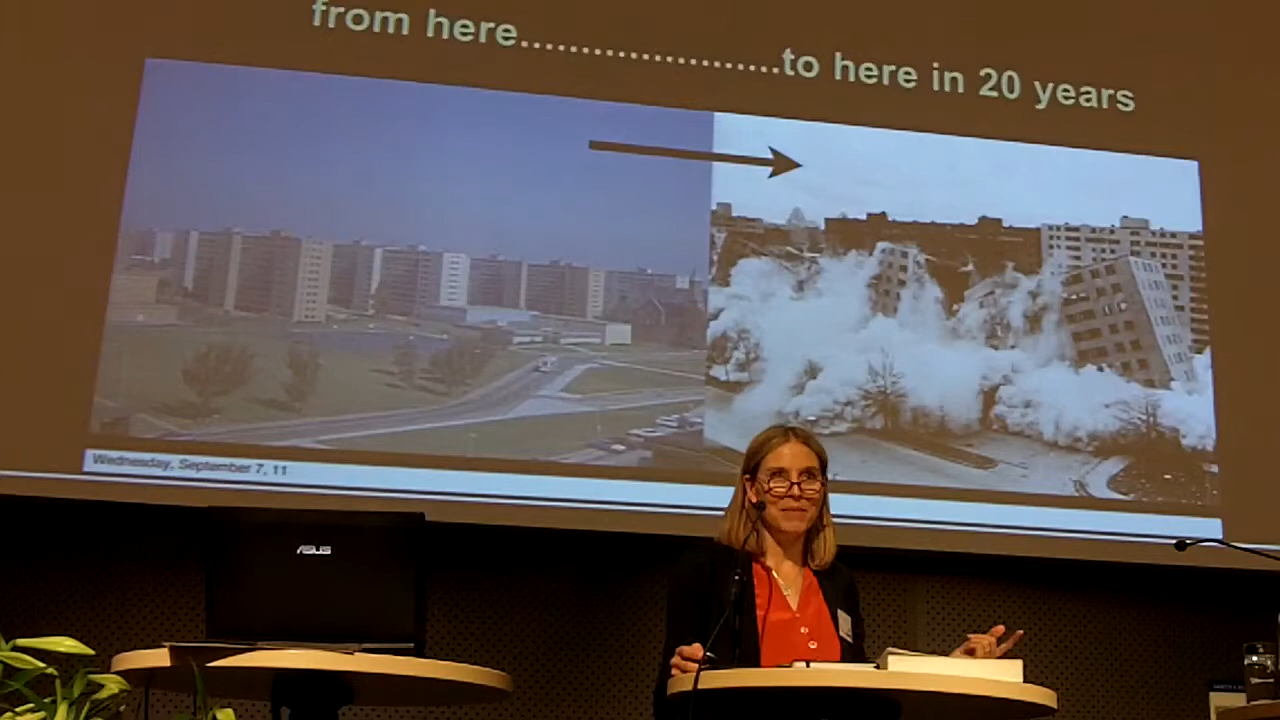 from here......................to here in 20 years
Wednesday, September 7, 11
ASUS